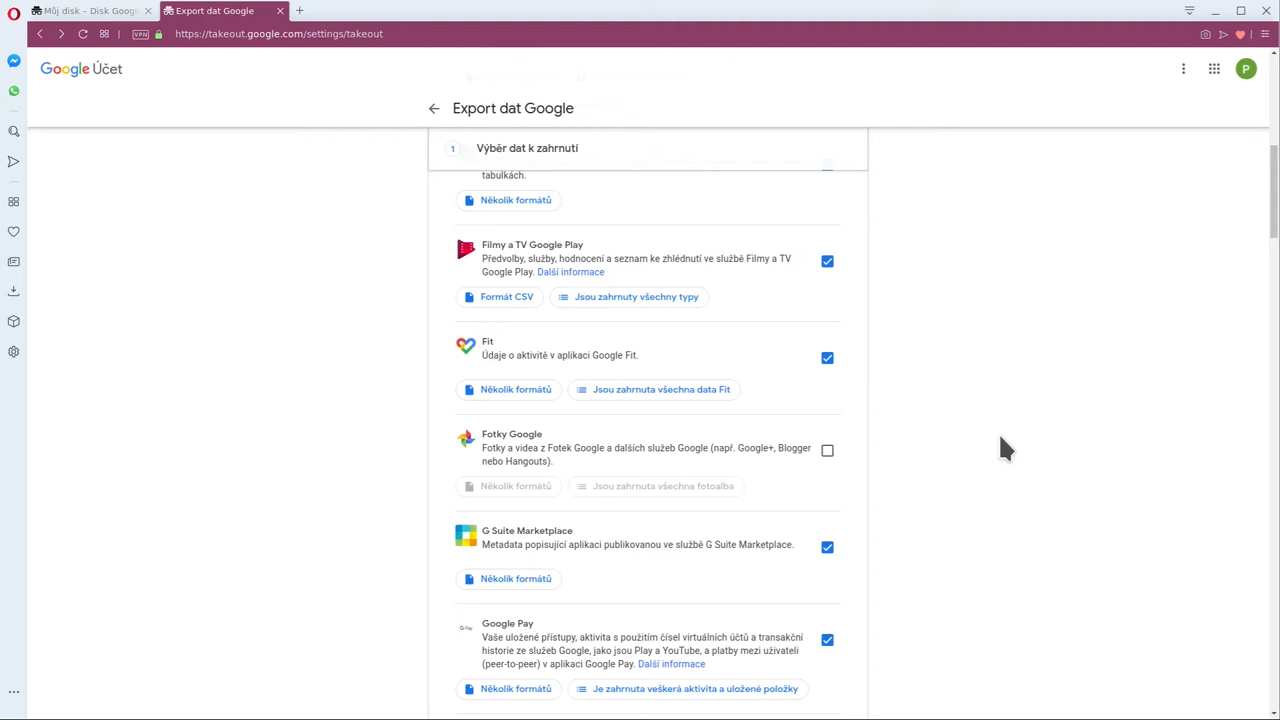 Můj disk – Disk Googl
Export dat Google
VPN
https://takeout.google.com/settings/takeout
Google Účet
P
Export dat Google
1
Výběr dat k zahrnutí
tabulkách.
Několik formátů
Filmy a TV Google Play
Předvolby, služby, hodnocení a seznam ke zhlédnutí ve službě Filmy a TV
Google Play. Další informace
Formát CSV
Jsou zahrnuty všechny typy
Fit
Údaje o aktivitě v aplikaci Google Fit.
Několik formátů
Jsou zahrnuta všechna data Fit
Fotky Google
Fotky a videa z Fotek Google a dalších služeb Google (např. Google+, Blogger
nebo Hangouts).
Několik formátů
Jsou zahrnuta všechna fotoalba
G Suite Marketplace
Metadata popisující aplikaci publikovanou ve službě G Suite Marketplace.
Několik formátů
Google Pay
Vaše uložené přístupy, aktivita s použitím čísel virtuálních účtů a transakční
historie ze služeb Google, jako jsou Play a YouTube, a platby mezi uživateli
(peer-to-peer) v aplikaci Google Pay. Další informace
Několik formátů
Je zahrnuta veškerá aktivita a uložené položky